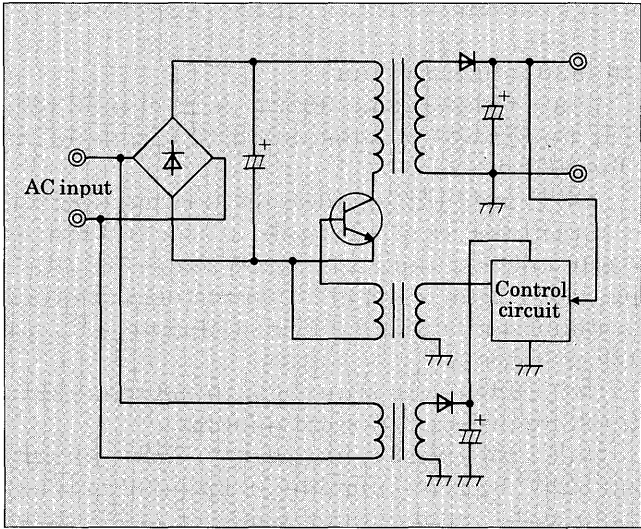 AC input
+
+
Control
circuit
+